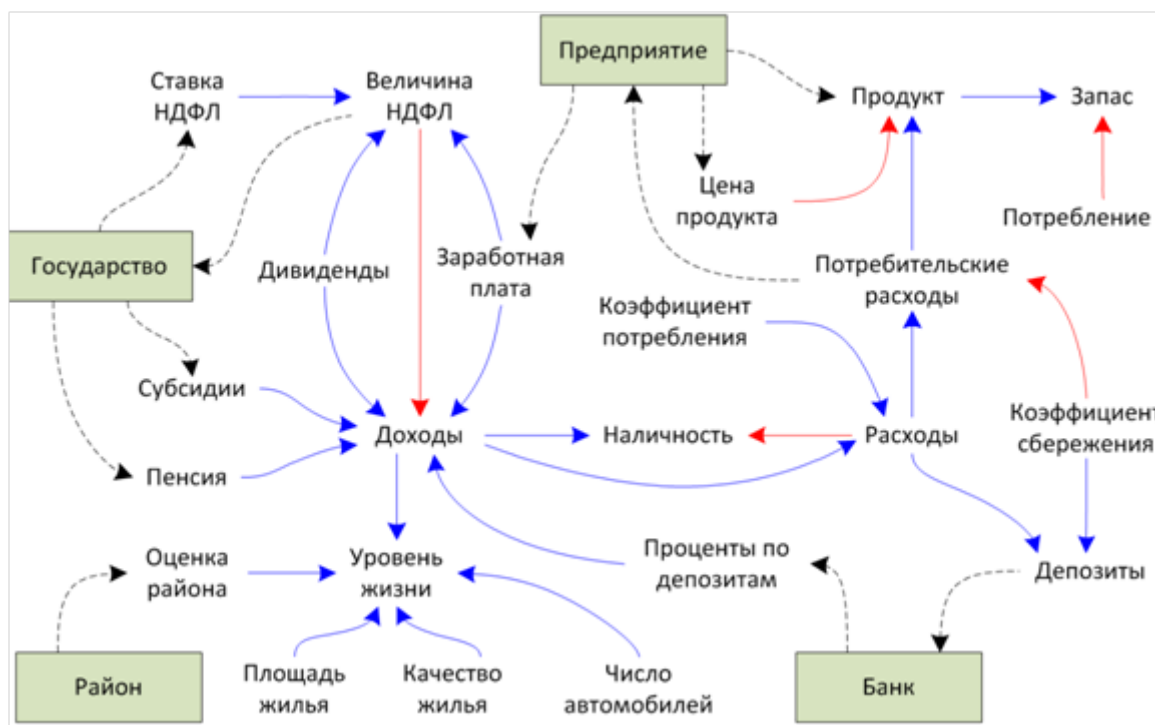 Предприятие
Ставка
НДФЛ
Величина
НДФЛ
Продукт
Запас
Цена
продукта
Потребление
Государство
Дивиденды
Заработная
плата
Потребительские
расходы
Коэффициент
потребления
Субсидии
Доходы
Наличность
Расходы
Коэффициент
сбережения
Пенсия
Оценка
района
Уровень
жизни
Проценты по
депозитам
Депозиты
Район
Площадь
жилья
Качество
жилья
Число
автомобилей
Банк